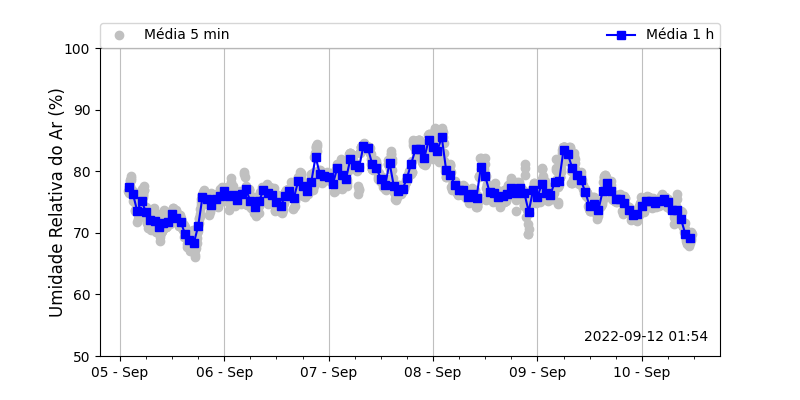 Média 5 min
Média 1 h
Umidade Relativa do Ar (%)
100
90
80
70
60
50
2022-09-12 01:54
05 - Sep
06 - Sep
07 - Sep
08 - Sep
09 - Sep
10 - Sep